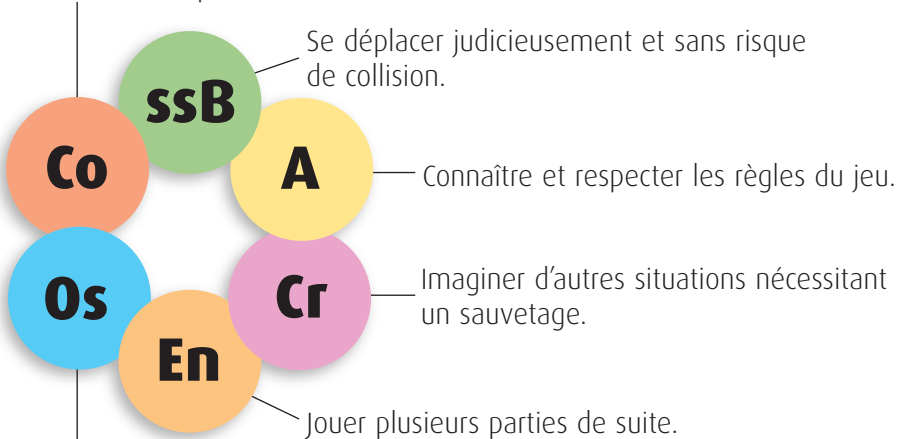 ssB
Se déplacer judicieusement et sans risque
de collision.
Co
A
Connaître et respecter les règles du jeu.
Os
Cr
Imaginer d'autres situations nécessitant
un sauvetage.
En
Jouer plusieurs parties de suite.